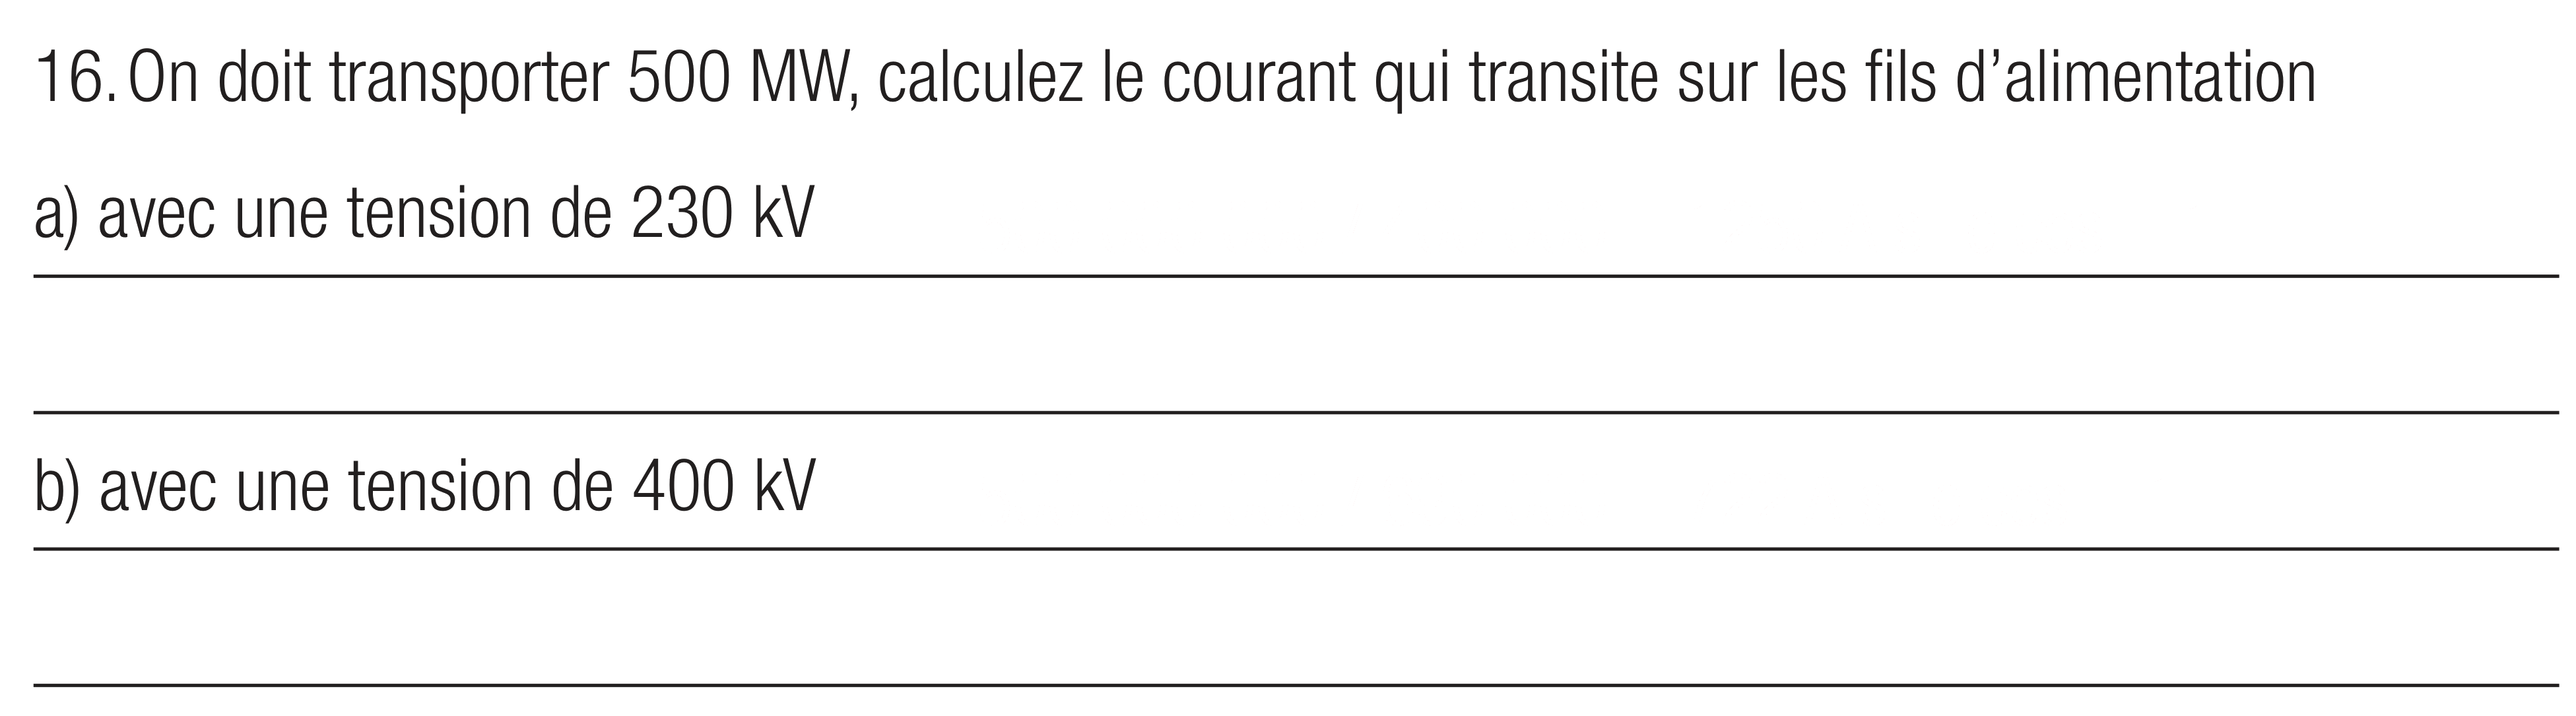 16. On doit transporter 500 MW, calculez le courant qui transite sur les fils d’alimentation
a) avec une tension de 230 kV
b) avec une tension de 400 kV